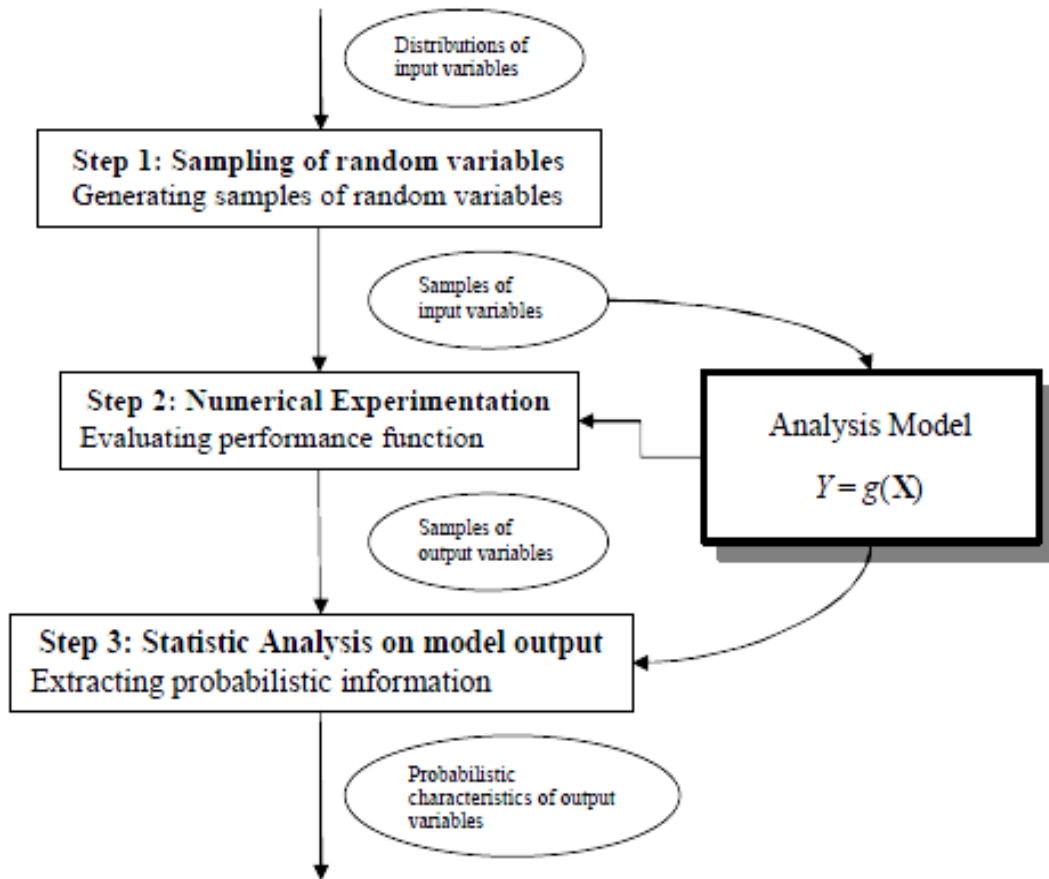 Distributions of
input variables
Step 1: Sampling of random variables
Generating samples of random variables
Samples of
input variables
Step 2: Numerical Experimentation
Evaluating performance function
Analysis Model
Y = g(X)
Samples of
output variables
Step 3: Statistic Analysis on model output
Extracting probabilistic information
Probabilistic
characteristics of output
variables